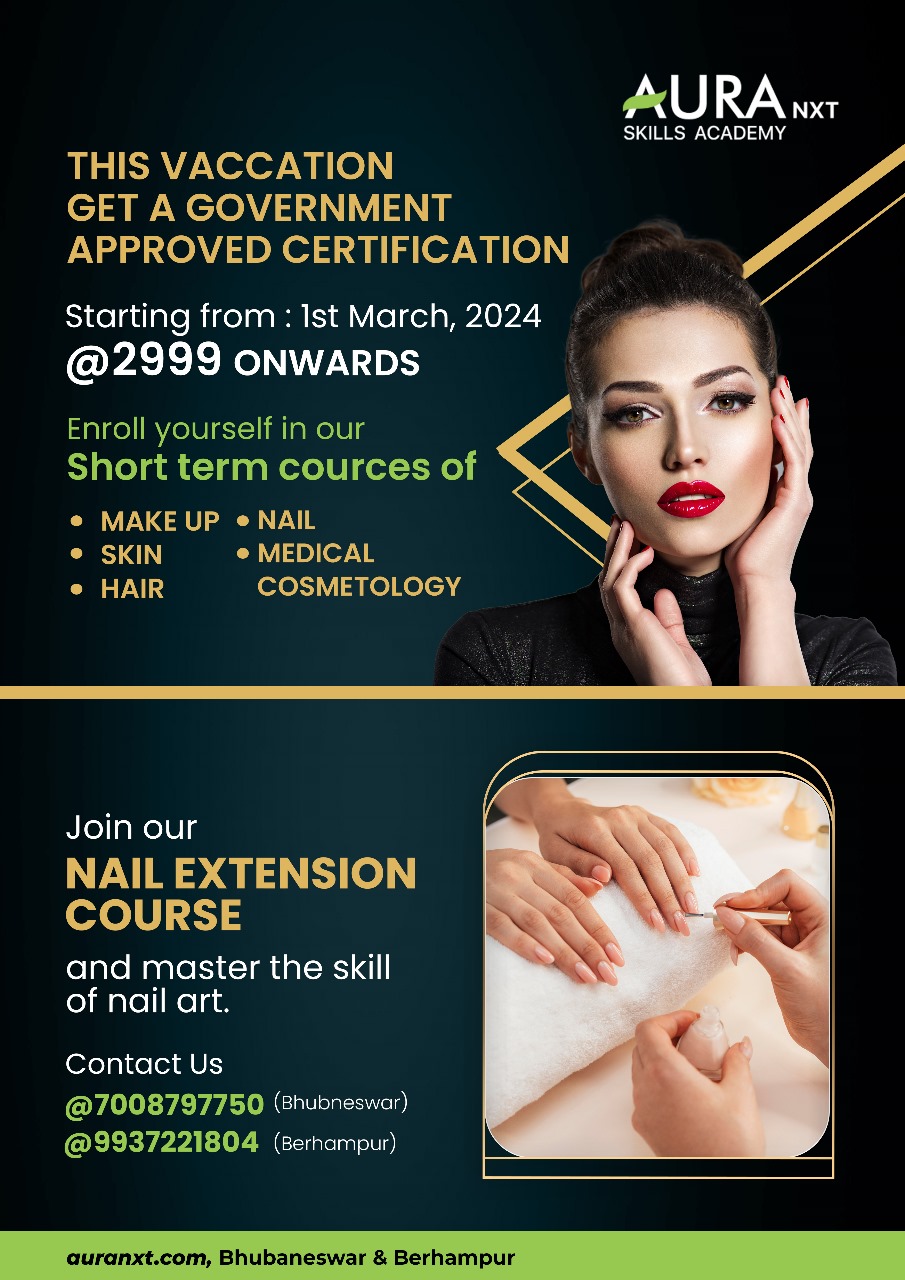 AURA NXT
SKILLS ACADEMY
THIS VACCATION
GET A GOVERNMENT
APPROVED CERTIFICATION
Starting from : 1st March, 2024
@2999 ONWARDS
Enroll yourself in our
Short term cources of
• MAKE UP • NAIL
• SKIN • MEDICAL
• HAIR COSMETOLOGY
Join our
NAIL EXTENSION
COURSE
and master the skill
of nail art.
Contact Us
@7008797750 (Bhubneswar)
@9937221804 (Berhampur)
auranxt.com, Bhubaneswar & Berhampur